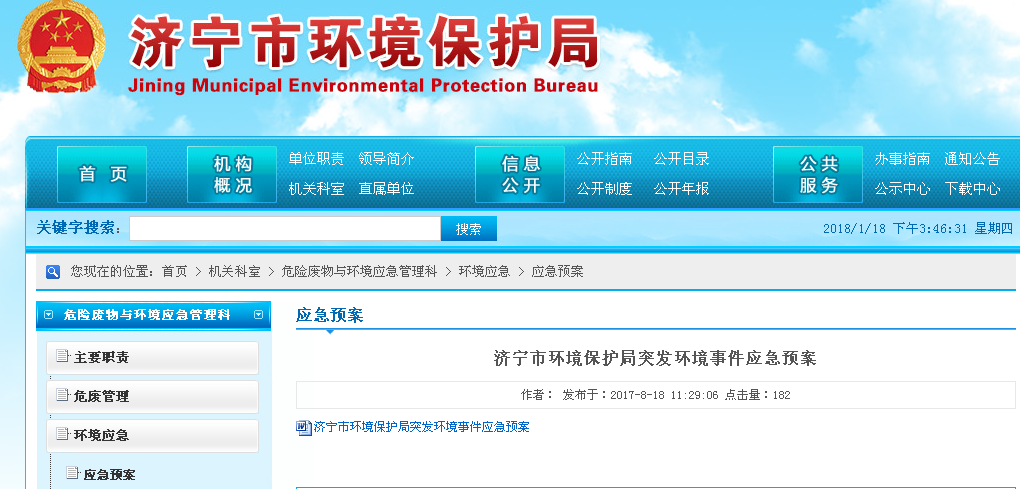 济宁市环境保护局
Jining Municipal Environmental Protection Bureau
首 页
机构概况
单位职责 领导简介
机关科室 直属单位
信息公开
公开指南 公开目录
公开制度 公开年报
公共服务
办事指南 通知公告
公示中心 下载中心
关键字搜索:
搜索
2018/1/18 下午3:46:31 星期四
您现在的位置: 首页 > 机关科室 > 危险废物与环境应急管理科 > 环境应急 > 应急预案
危险废物与环境应急管理科
主要职责
危废管理
环境应急
应急预案
应急预案
济宁市环境保护局突发环境事件应急预案
作者: 发布于:2017-8-18 11:29:06 点击量:182
济宁市环境保护局突发环境事件应急预案